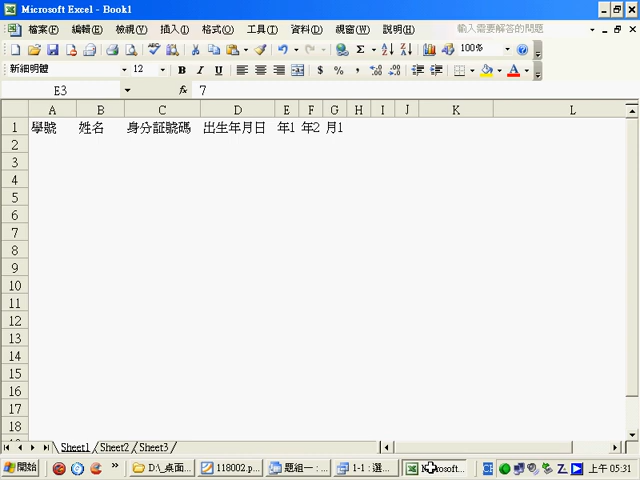 Microsoft Excel - Book1
檔案(F) 編輯(E) 檢視(V) 插入(I) 格式(O) 工具(T) 資料(D) 視窗(W) 說明(H) 輸入需要解答的問題
100%
新細明體 12 B I U $ % ,
E3 fx 7
A B C D E F G H I J K L
1 學號 姓名 身分証號碼 出生年月日 年1 年2 月1
2
3
4
5
6
7
8
9
10
11
12
13
14
15
16
17
18
Sheet1 Sheet2 Sheet3
開始 D:\_桌面... 118002.p... 題組一 : ... 1-1 : 選... 上午 05:31